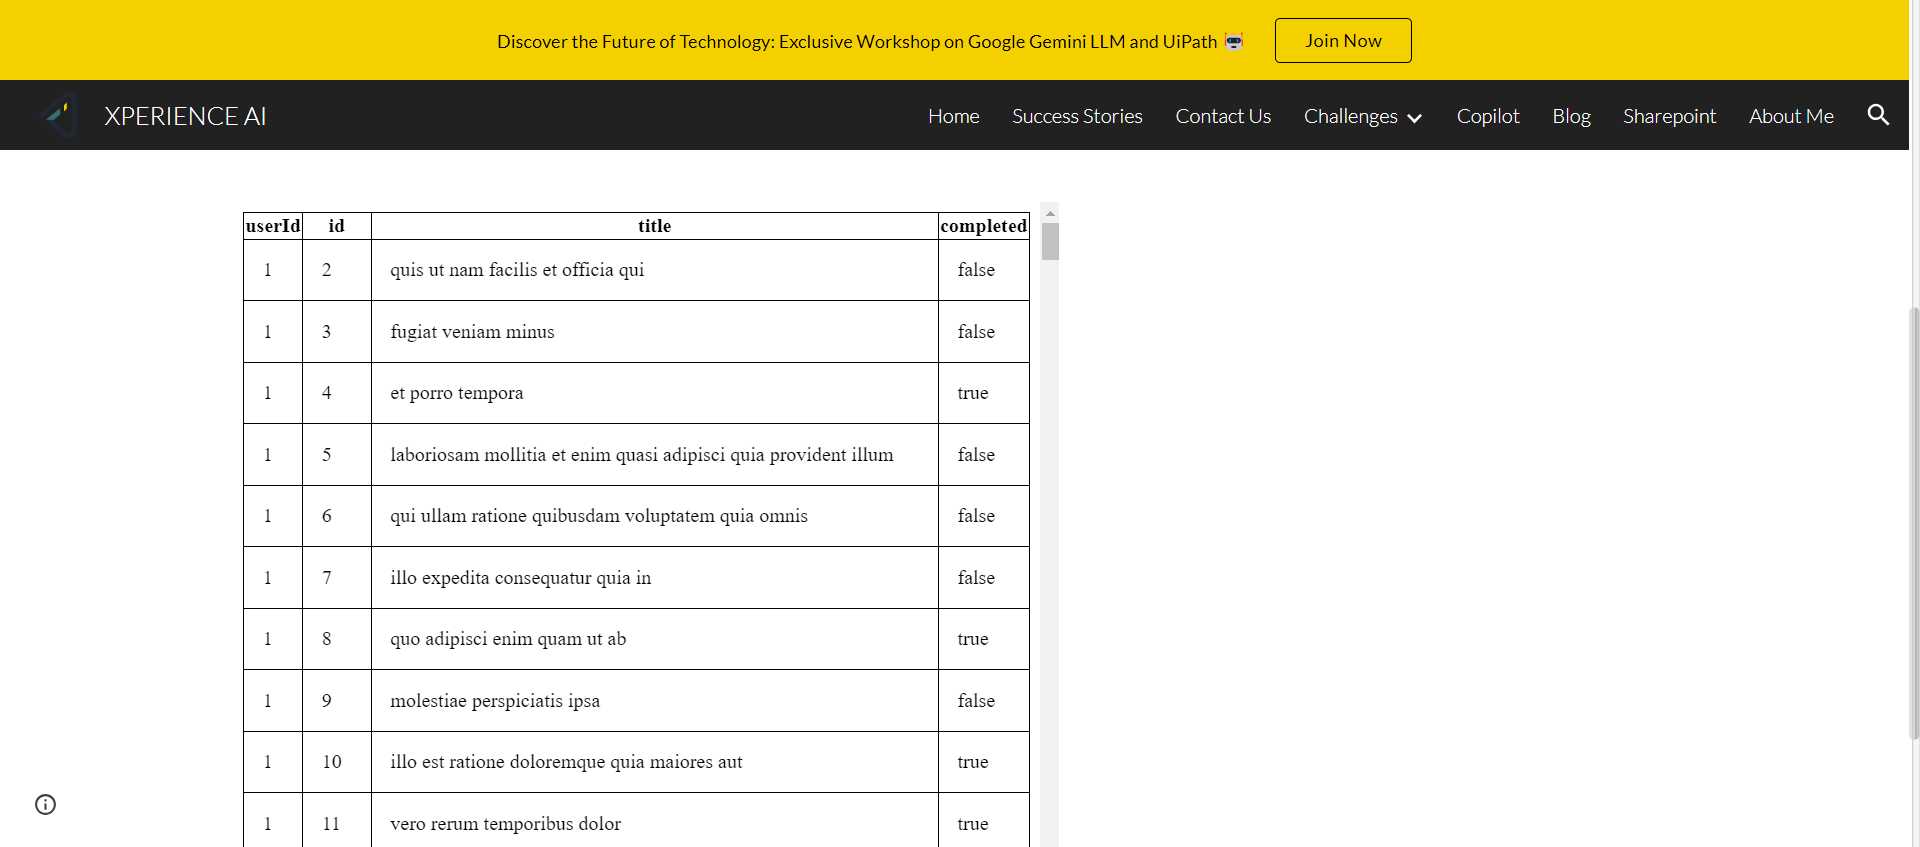 Discover the Future of Technology: Exclusive Workshop on Google Gemini LLM and UiPath
Join Now
XPERIENCE AI
Home Success Stories Contact Us Challenges Copilot Blog Sharepoint About Me
userId id title completed
1 2 quis ut nam facilis et officia qui false
1 3 fugiat veniam minus false
1 4 et porro tempora true
1 5 laboriosam mollitia et enim quasi adipisci quia provident illum false
1 6 qui ullam ratione quibusdam voluptatem quia omnis false
1 7 illo expedita consequatur quia in false
1 8 quo adipisci enim quam ut ab true
1 9 molestiae perspiciatis ipsa false
1 10 illo est ratione doloremque quia maiores aut true
1 11 vero rerum temporibus dolor true